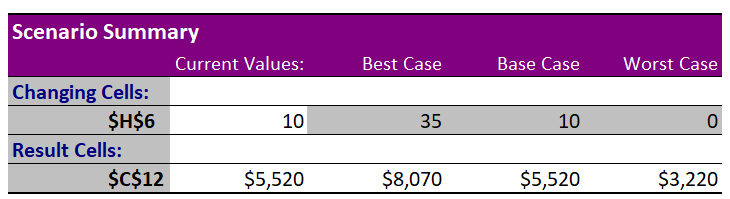 Scenario Summary
Current Values: Best Case Base Case Worst Case
Changing Cells:
$H$6 10 35 10 0
Result Cells:
$C$12 $5,520 $8,070 $5,520 $3,220